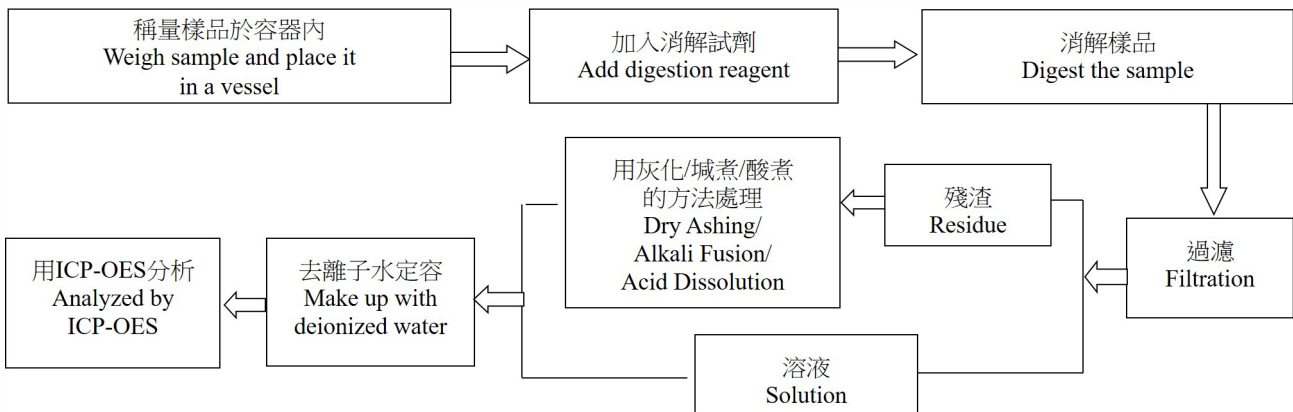 稱量樣品於容器內
Weigh sample and place it
in a vessel
加入消解試劑
Add digestion reagent
消解樣品
Digest the sample
過濾
Filtration
殘渣
Residue
用灰化/堿煮/酸煮
的方法處理
Dry Ashing/
Alkali Fusion/
Acid Dissolution
溶液
Solution
去離子水定容
Make up with
deionized water
用ICP-OES分析
Analyzed by
ICP-OES